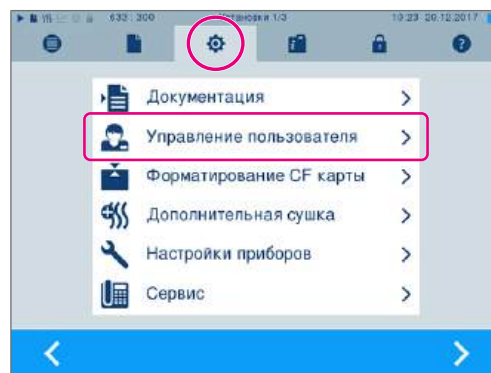 633 : 300 Установки 1/3 10:23 20.12.2017
Документация
Управление пользователя
Форматирование CF карты
Дополнительная сушка
Настройки приборов
Сервис